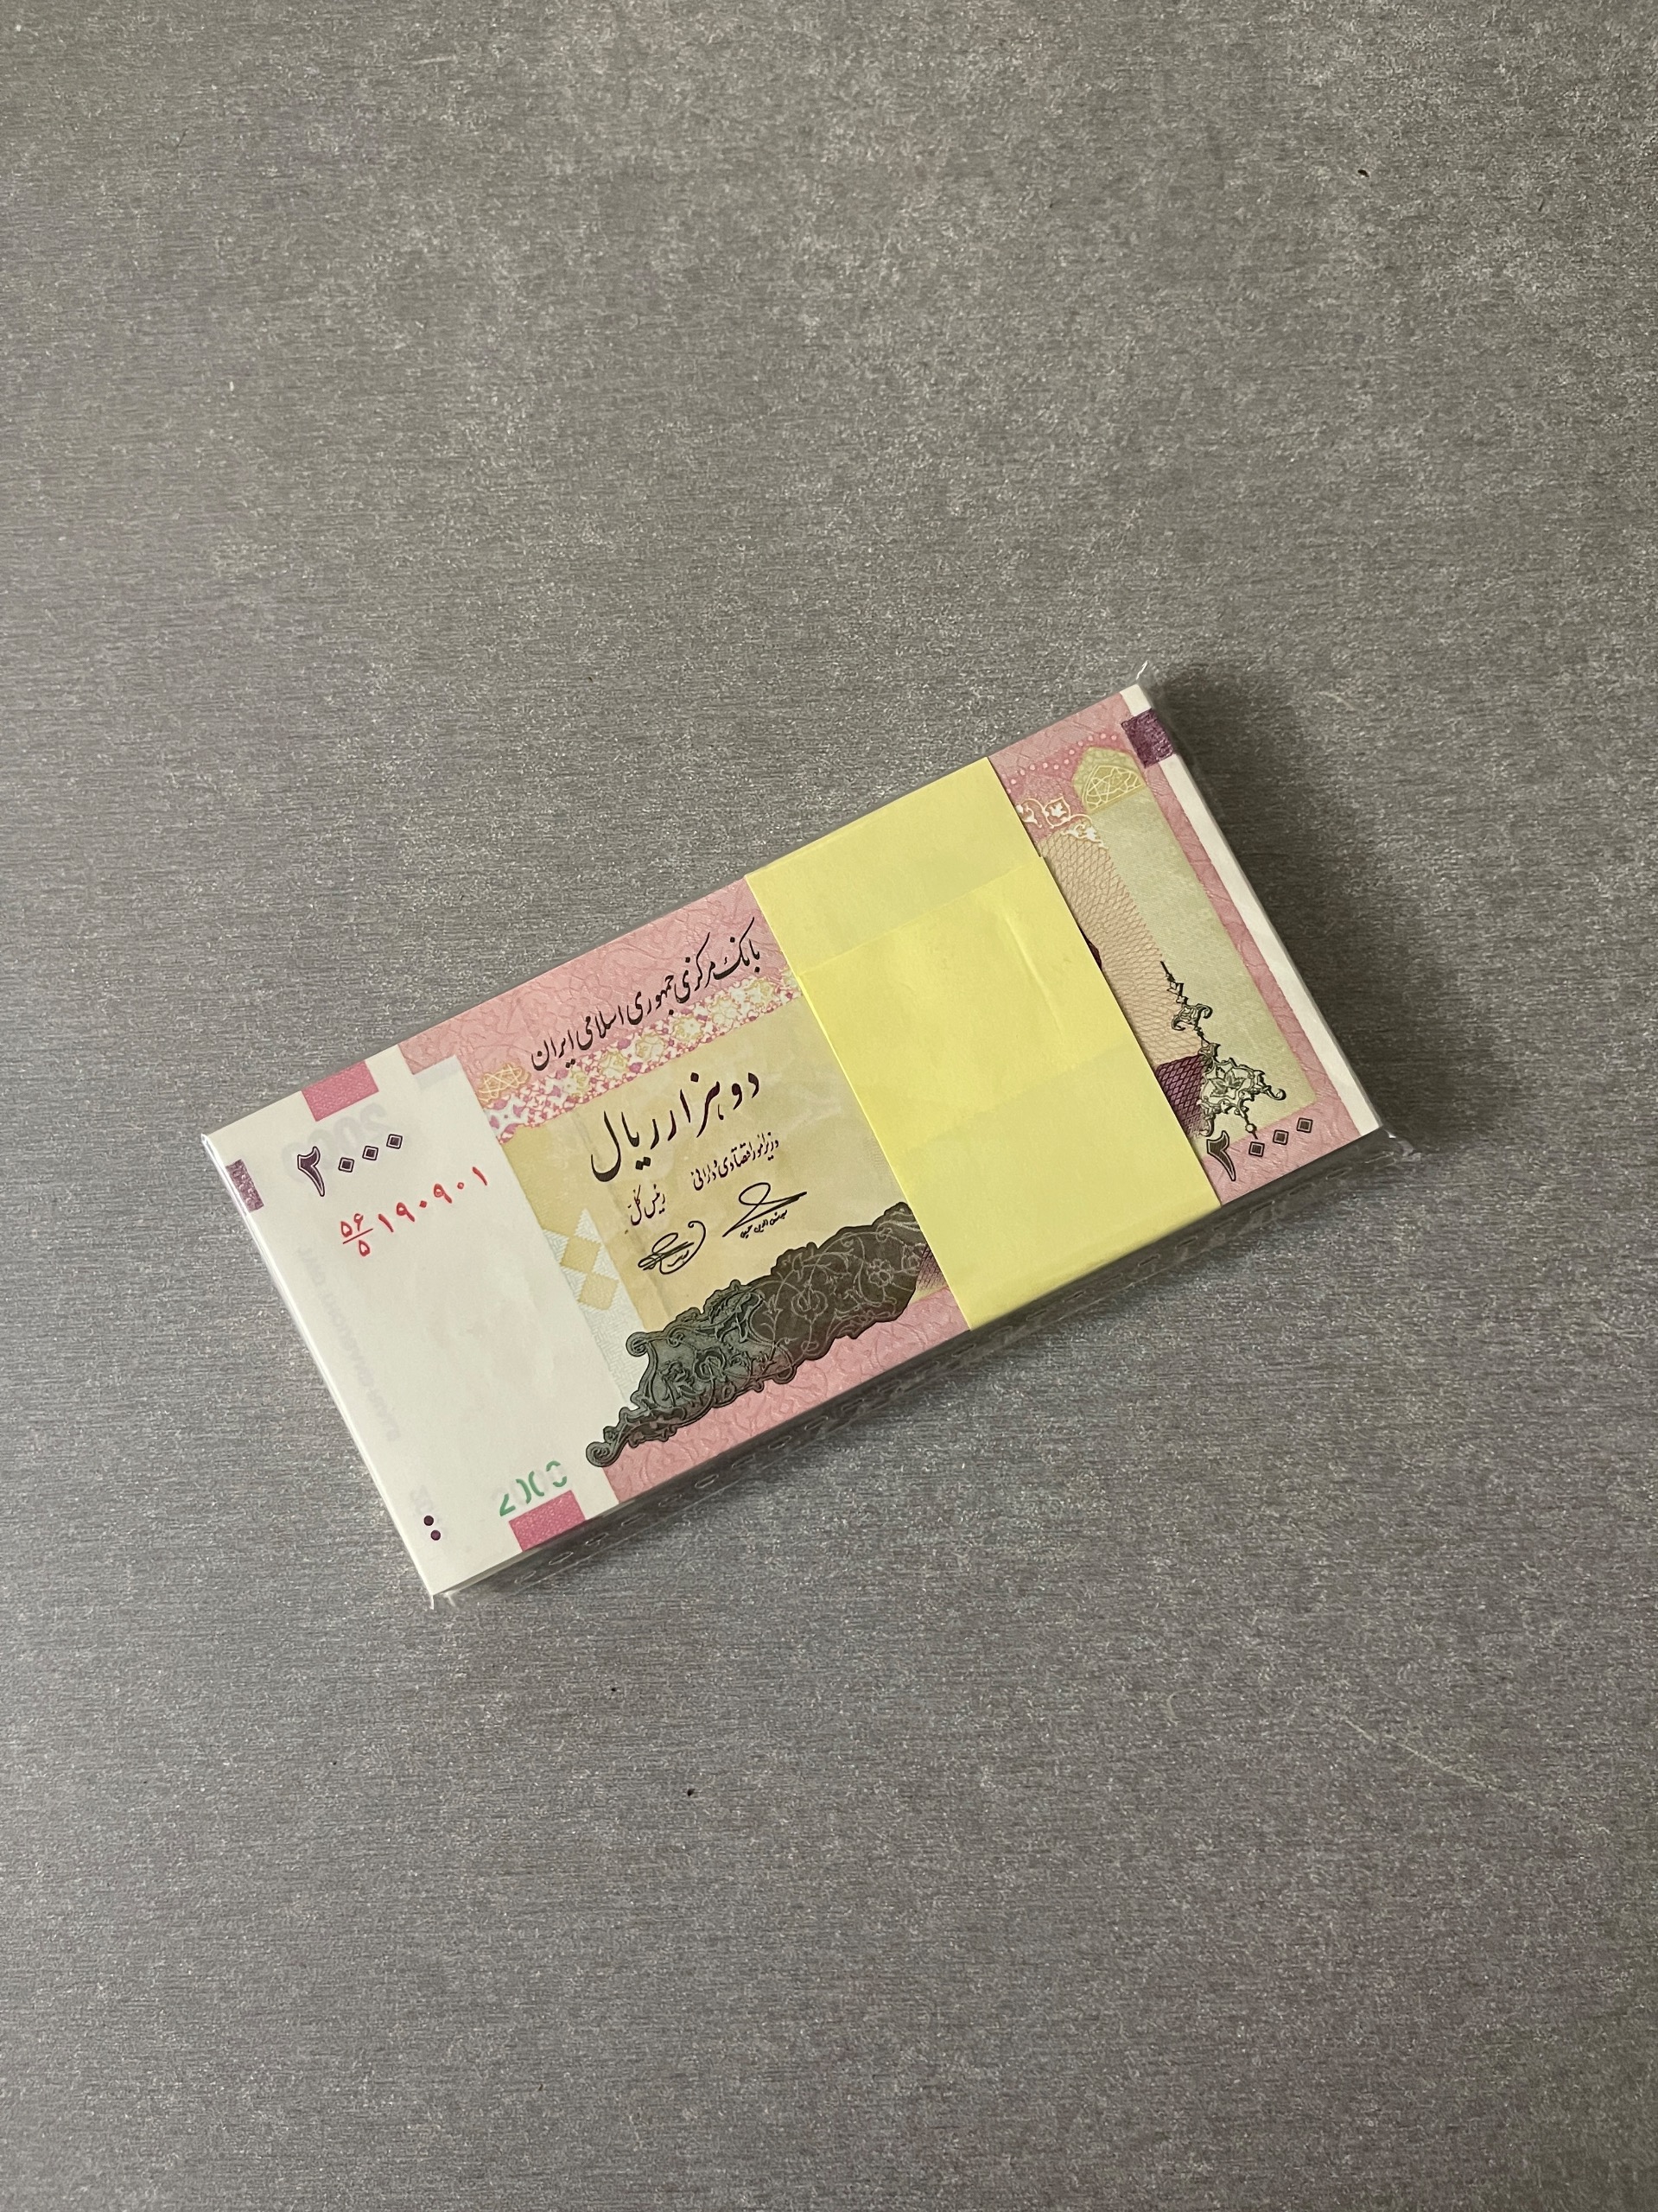 بانک مرکزی جمهوری اسلامی ایران
دو هزار ریال
وزیر امور اقتصادی و دارائی
رئیس کل
۲۰۰۰
۵۶/۵ ۱۹۰۹۰۱
2000
۲۰۰۰